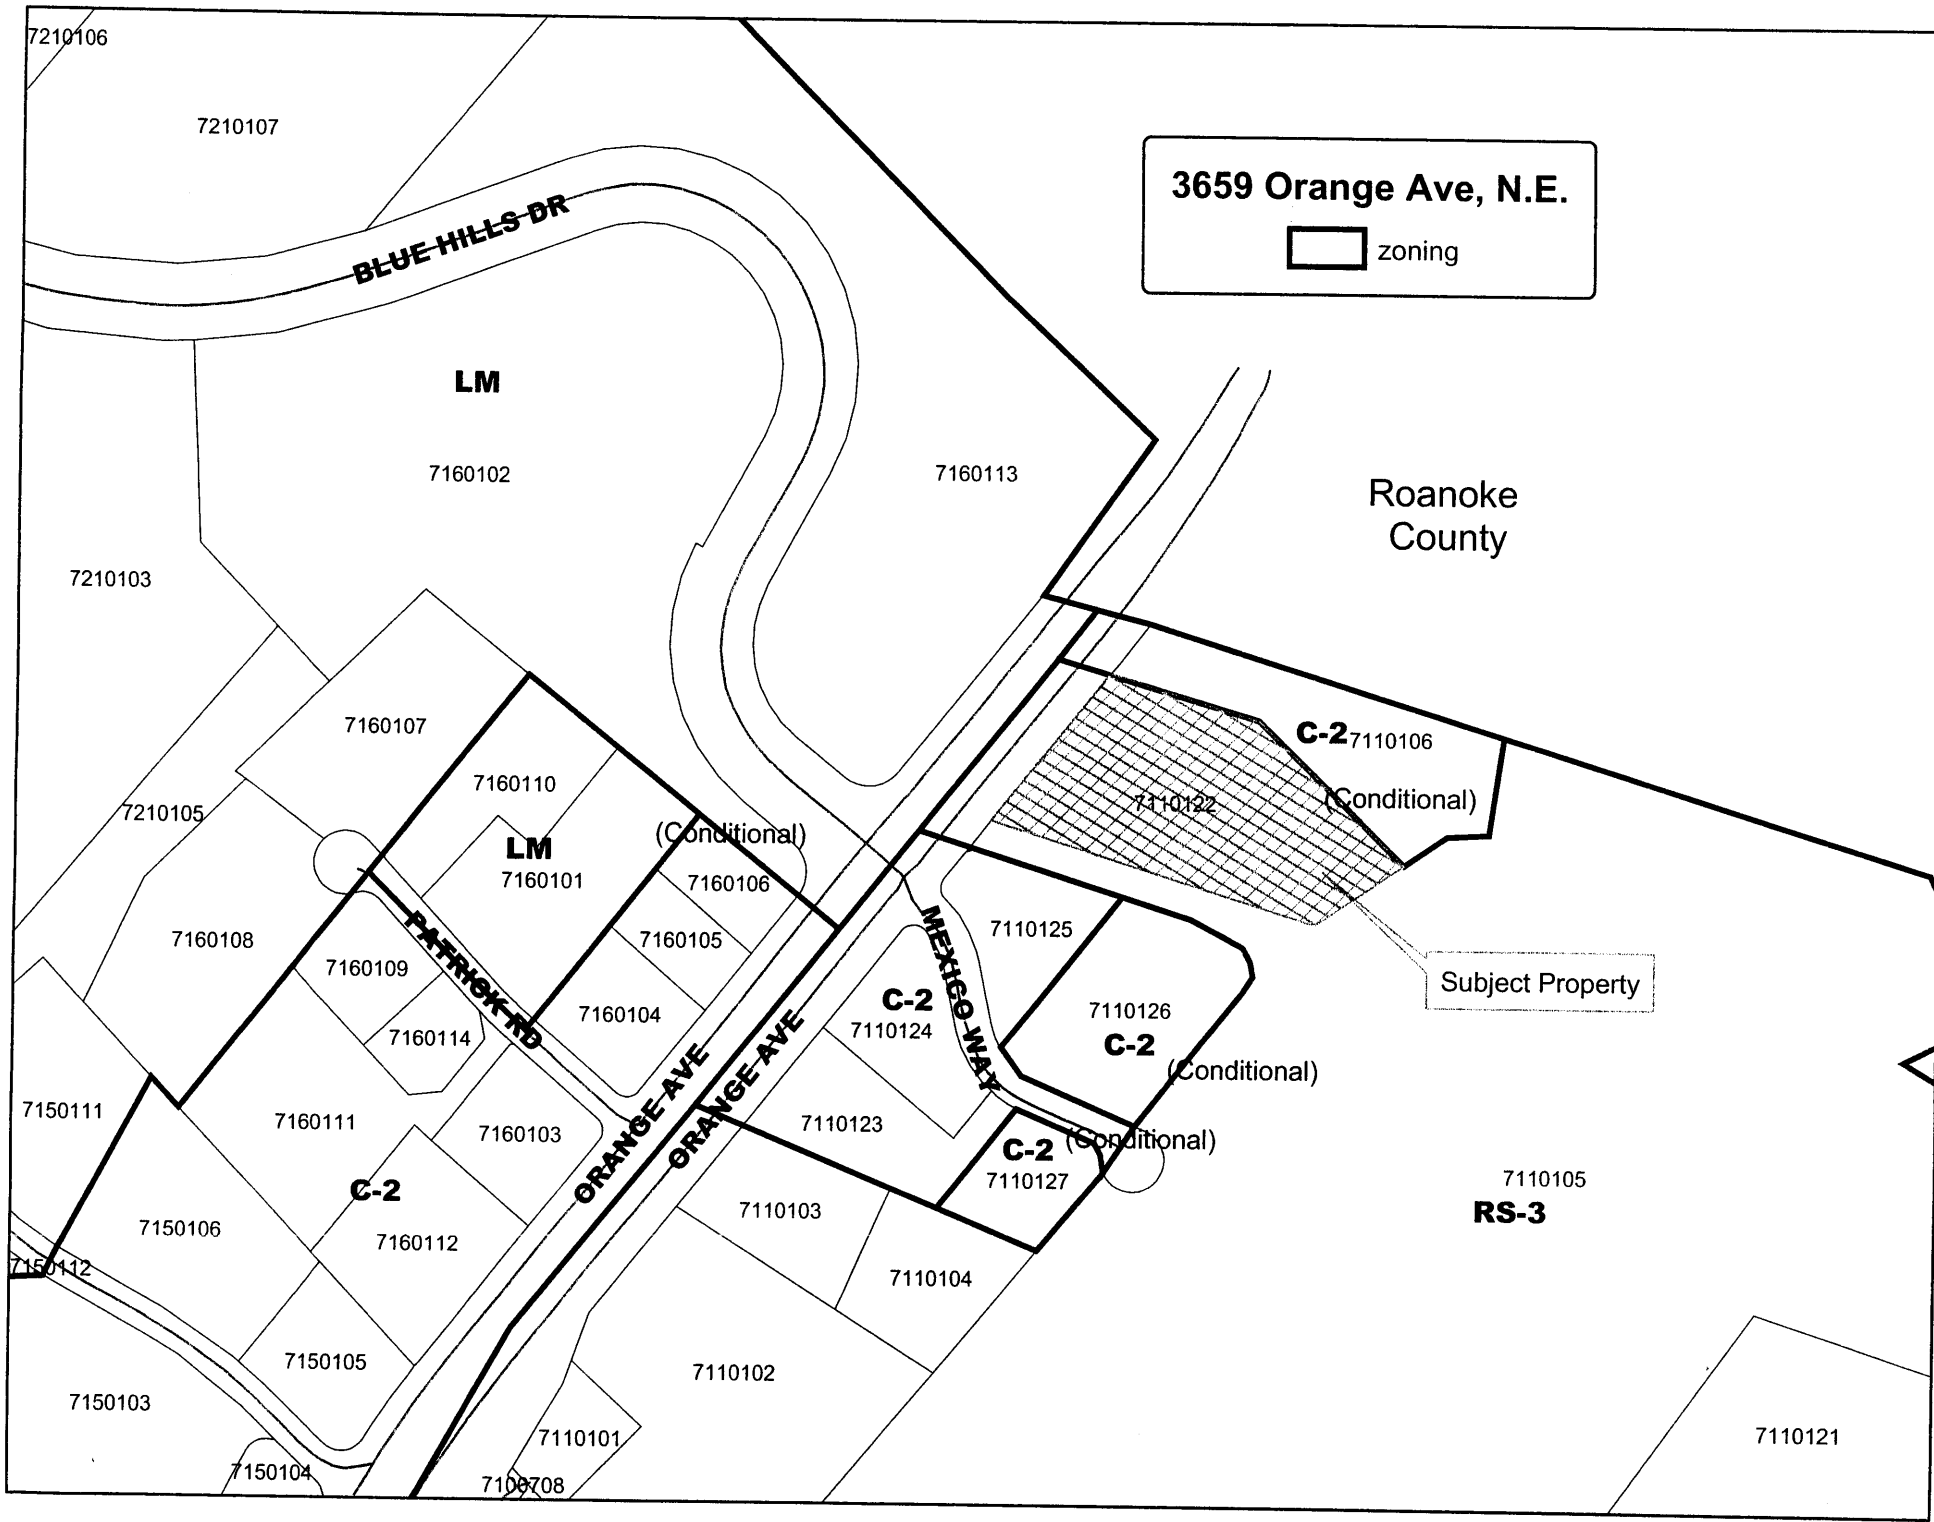 7210106
7210107
3659 Orange Ave, N.E.
zoning
BLUE HILLS DR
LM
7160102
7160113
Roanoke
County
7210103
7160107
7160110
C-2
7110106
(Conditional)
7110122
7210105
LM
(Conditional)
7160101
7160106
7160108
7160105
7160109
PATRICK RD
7160104
7160114
7110125
MEXICO WAY
Subject Property
C-2
7110124
7110126
C-2
(Conditional)
7150111
7160111
7160103
ORANGE AVE
ORANGE AVE
7110123
C-2
(Conditional)
7110127
7110105
RS-3
C-2
7150106
7160112
7110103
7150112
7110104
7150105
7110102
7150103
7110101
7110121
7150104
7100708